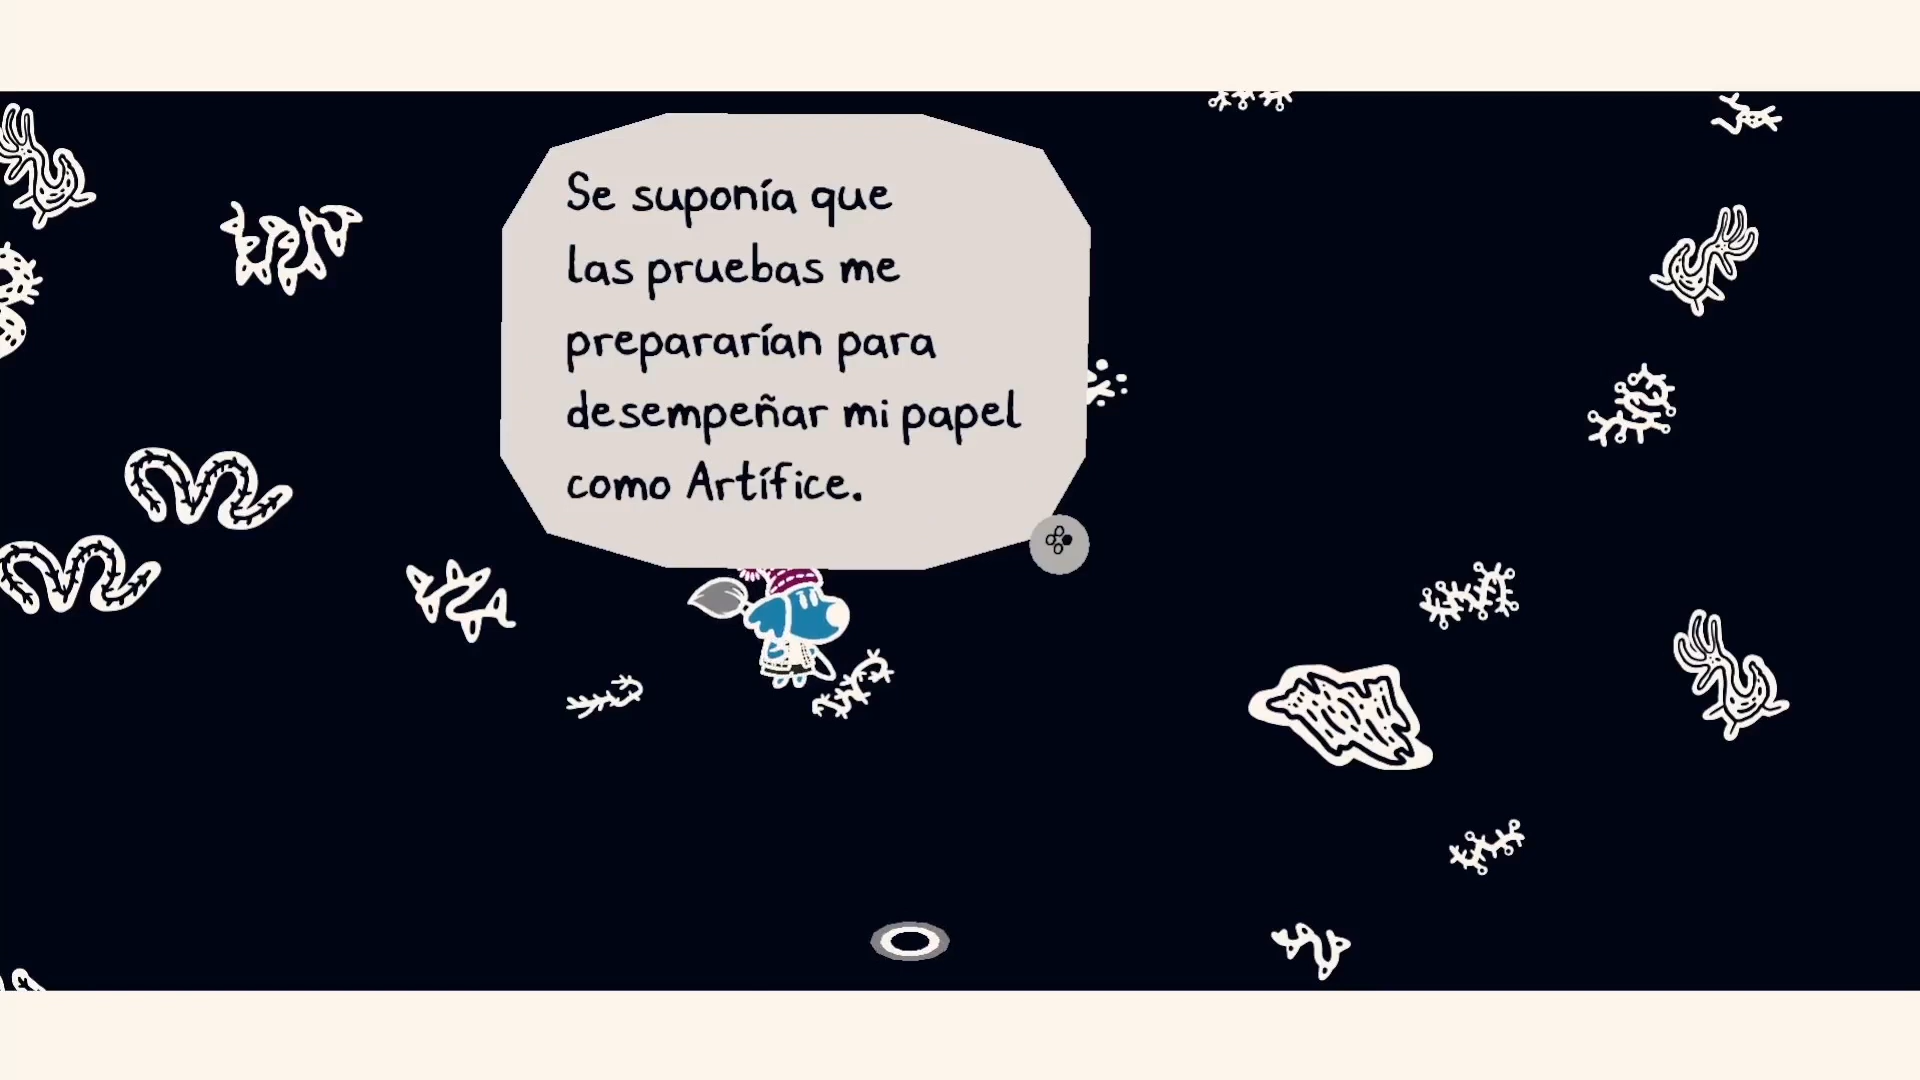 Se suponía que
las pruebas me
prepararían para
desempeñar mi papel
como Artífice.